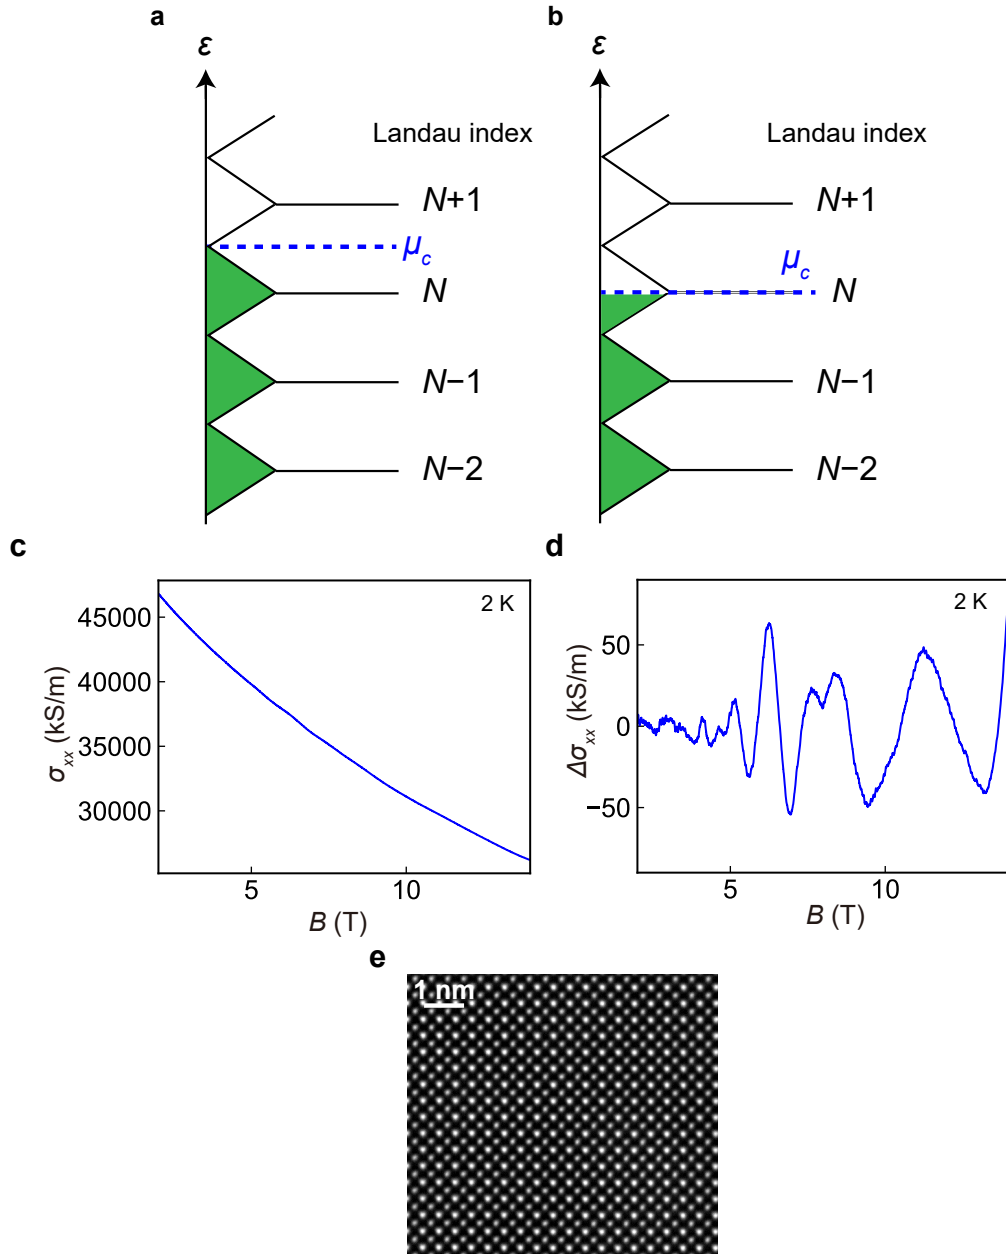 a
ε
Landau index
N+1
μc
N
N−1
N−2
b
ε
Landau index
N+1
μc
N
N−1
N−2
c
2 K
45000
40000
35000
30000
σxx (kS/m)
5
10
B (T)
d
2 K
50
0
−50
Δσxx (kS/m)
5
10
B (T)
e
1 nm